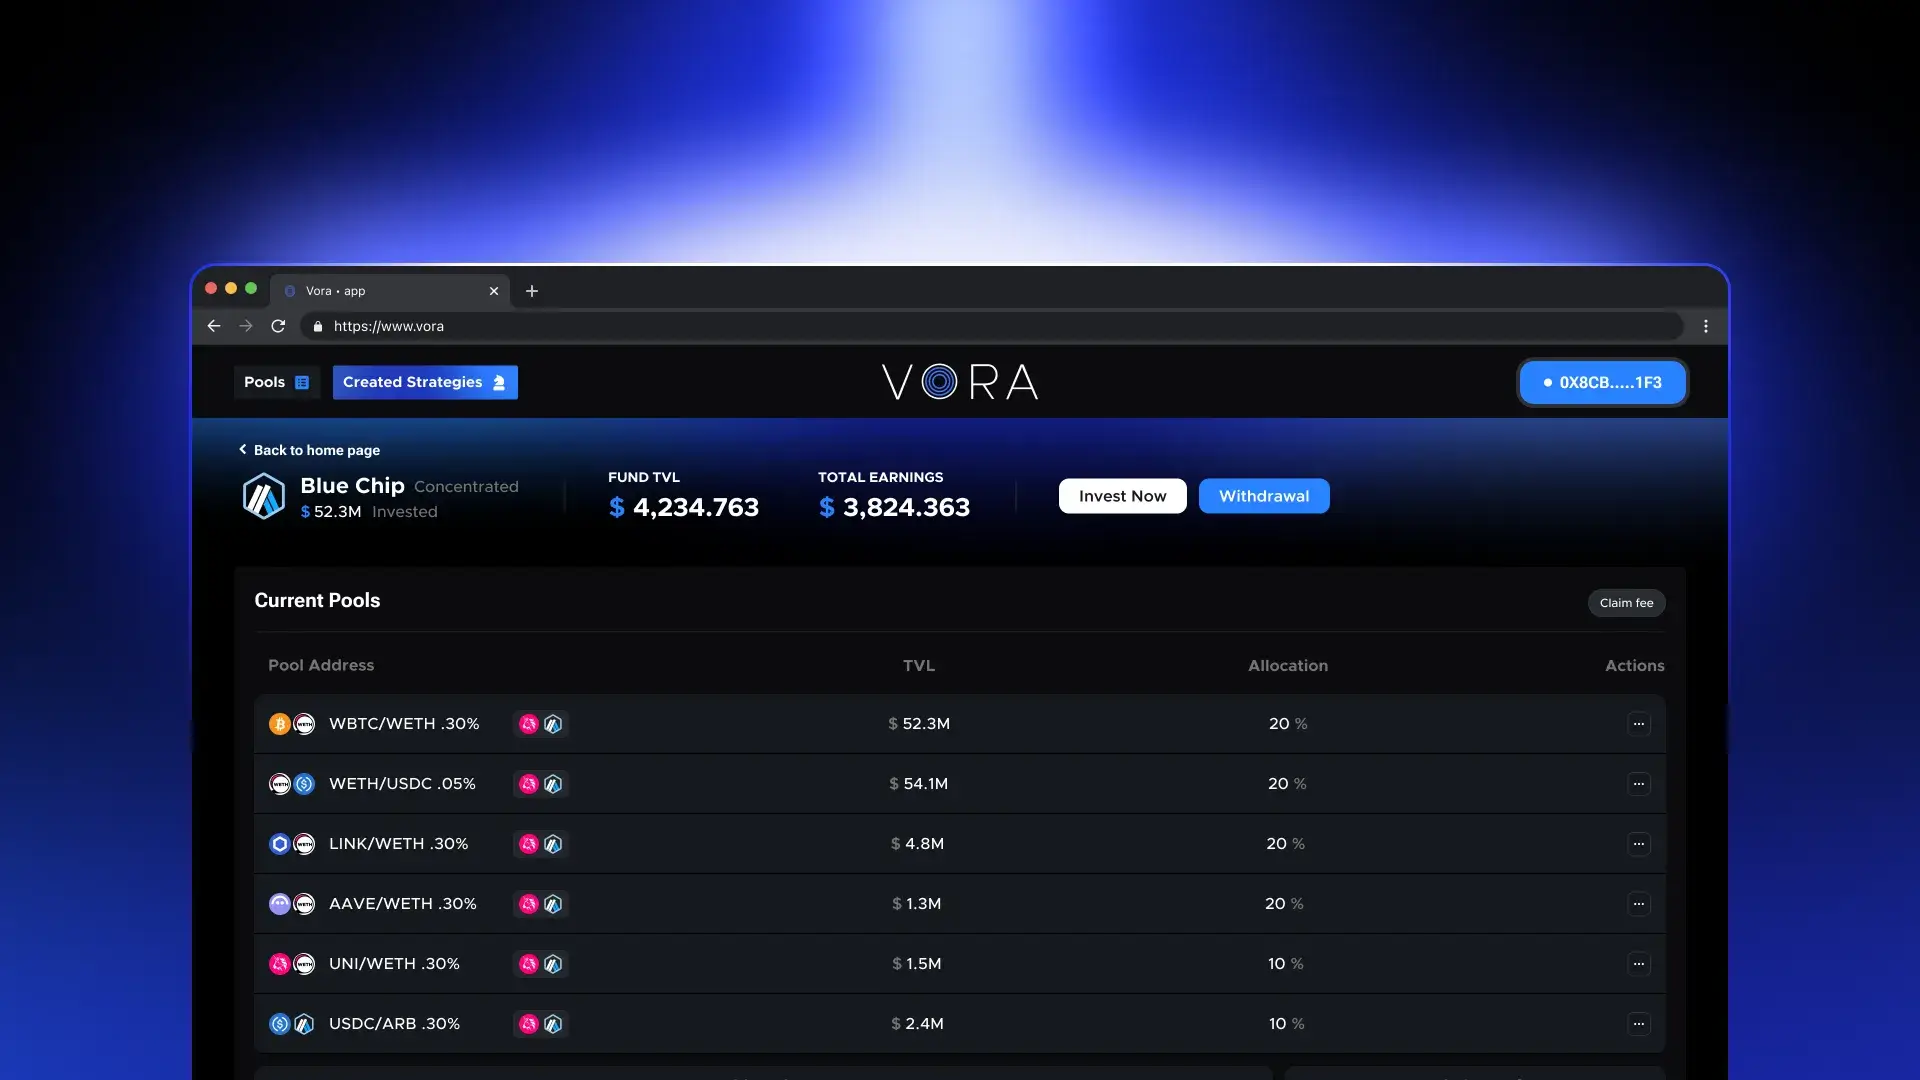 Vora • app
https://www.vora
Pools
Created Strategies
VORA
0X8CB.....1F3
Back to home page
Blue Chip Concentrated
$ 52.3M Invested
FUND TVL
$ 4,234.763
TOTAL EARNINGS
$ 3,824.363
Invest Now
Withdrawal
Current Pools
Claim fee
Pool Address TVL Allocation Actions
WBTC/WETH .30% $ 52.3M 20 %
WETH/USDC .05% $ 54.1M 20 %
LINK/WETH .30% $ 4.8M 20 %
AAVE/WETH .30% $ 1.3M 20 %
UNI/WETH .30% $ 1.5M 10 %
USDC/ARB .30% $ 2.4M 10 %